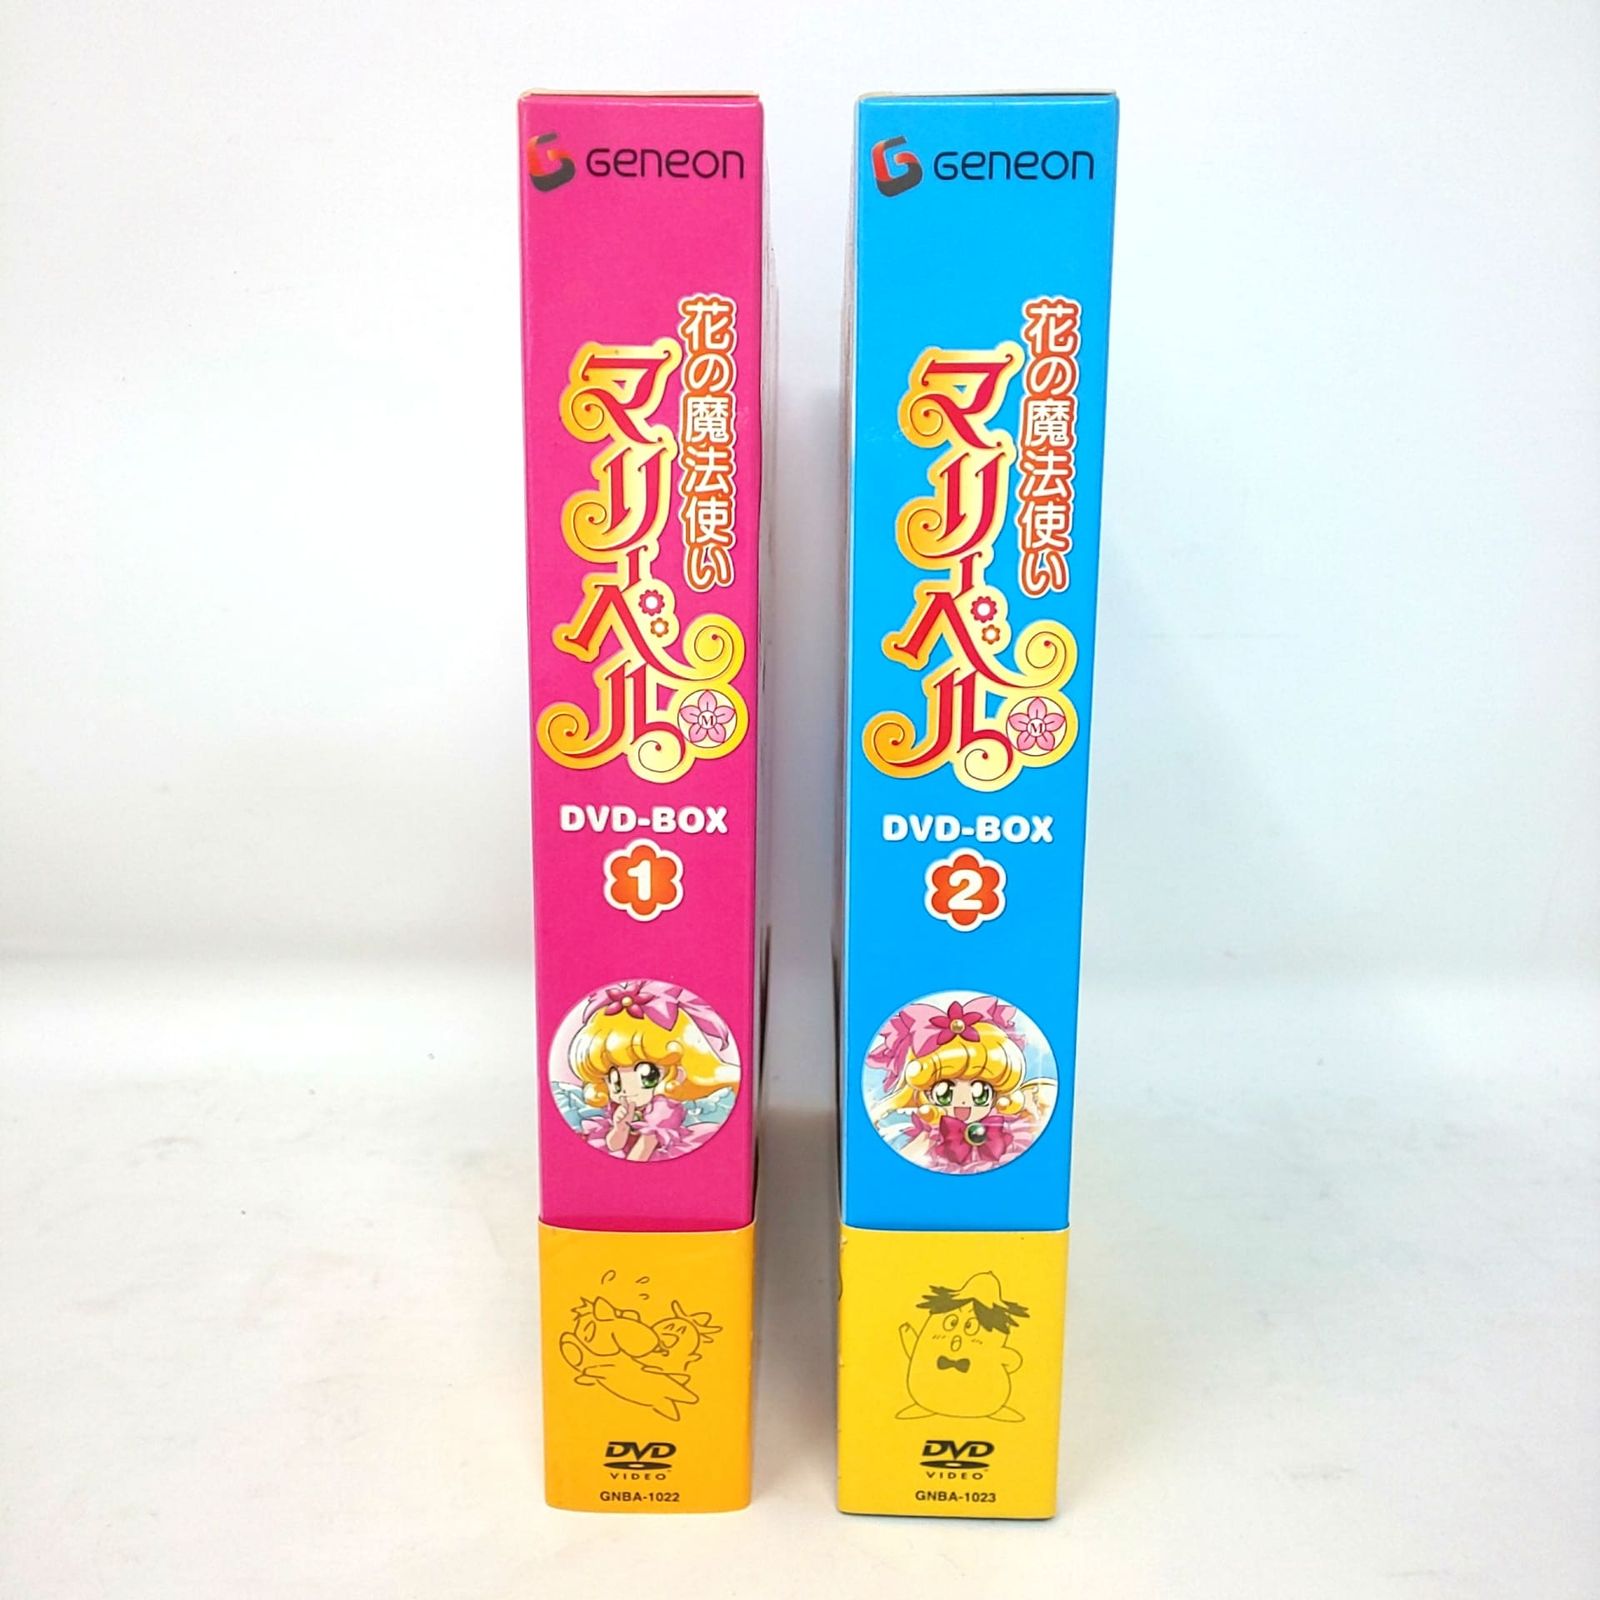 Geneon
花の魔法使い
マリーベル
M
DVD-BOX
1
DVD
VIDEO
GNBA-1022
Geneon
花の魔法使い
マリーベル
M
DVD-BOX
2
DVD
VIDEO
GNBA-1023